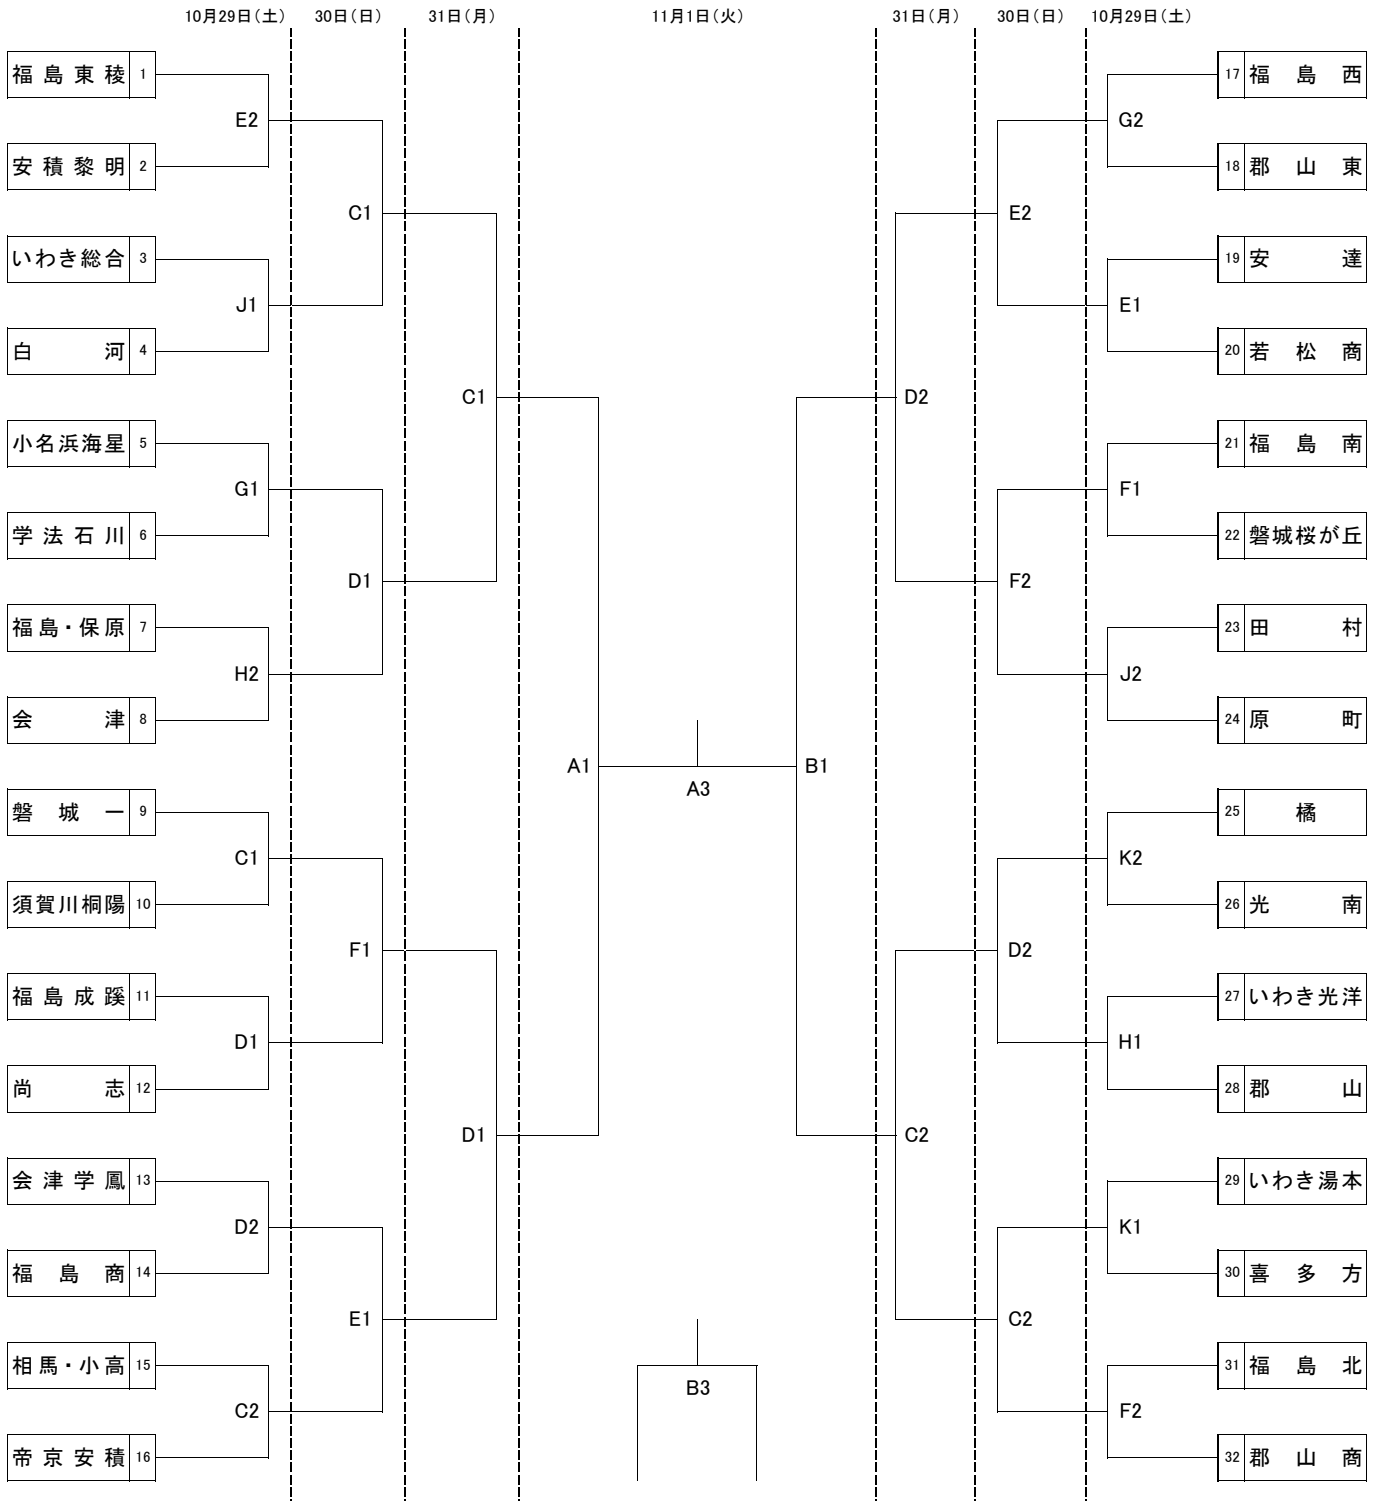 10月29日(土) 30日(日) 31日(月) 11月1日(火) 31日(月) 30日(日) 10月29日(土)
福島東稜 1 17 福島西
E2 G2
安積黎明 2 18 郡山東
C1 E2
いわき総合 3 19 安達
J1 E1
白河 4 20 若松商
C1 D2
小名浜海星 5 21 福島南
G1 F1
学法石川 6 22 磐城桜が丘
D1 F2
福島・保原 7 23 田村
H2 J2
会津 8 24 原町
A1 B1
A3
磐城一 9 25 橘
C1 K2
須賀川桐陽 10 26 光南
F1 D2
福島成蹊 11 27 いわき光洋
D1 H1
尚志 12 28 郡山
D1 C2
会津学鳳 13 29 いわき湯本
D2 K1
福島商 14 30 喜多方
E1 C2
相馬・小高 15 31 福島北
B3
C2 F2
帝京安積 16 32 郡山商